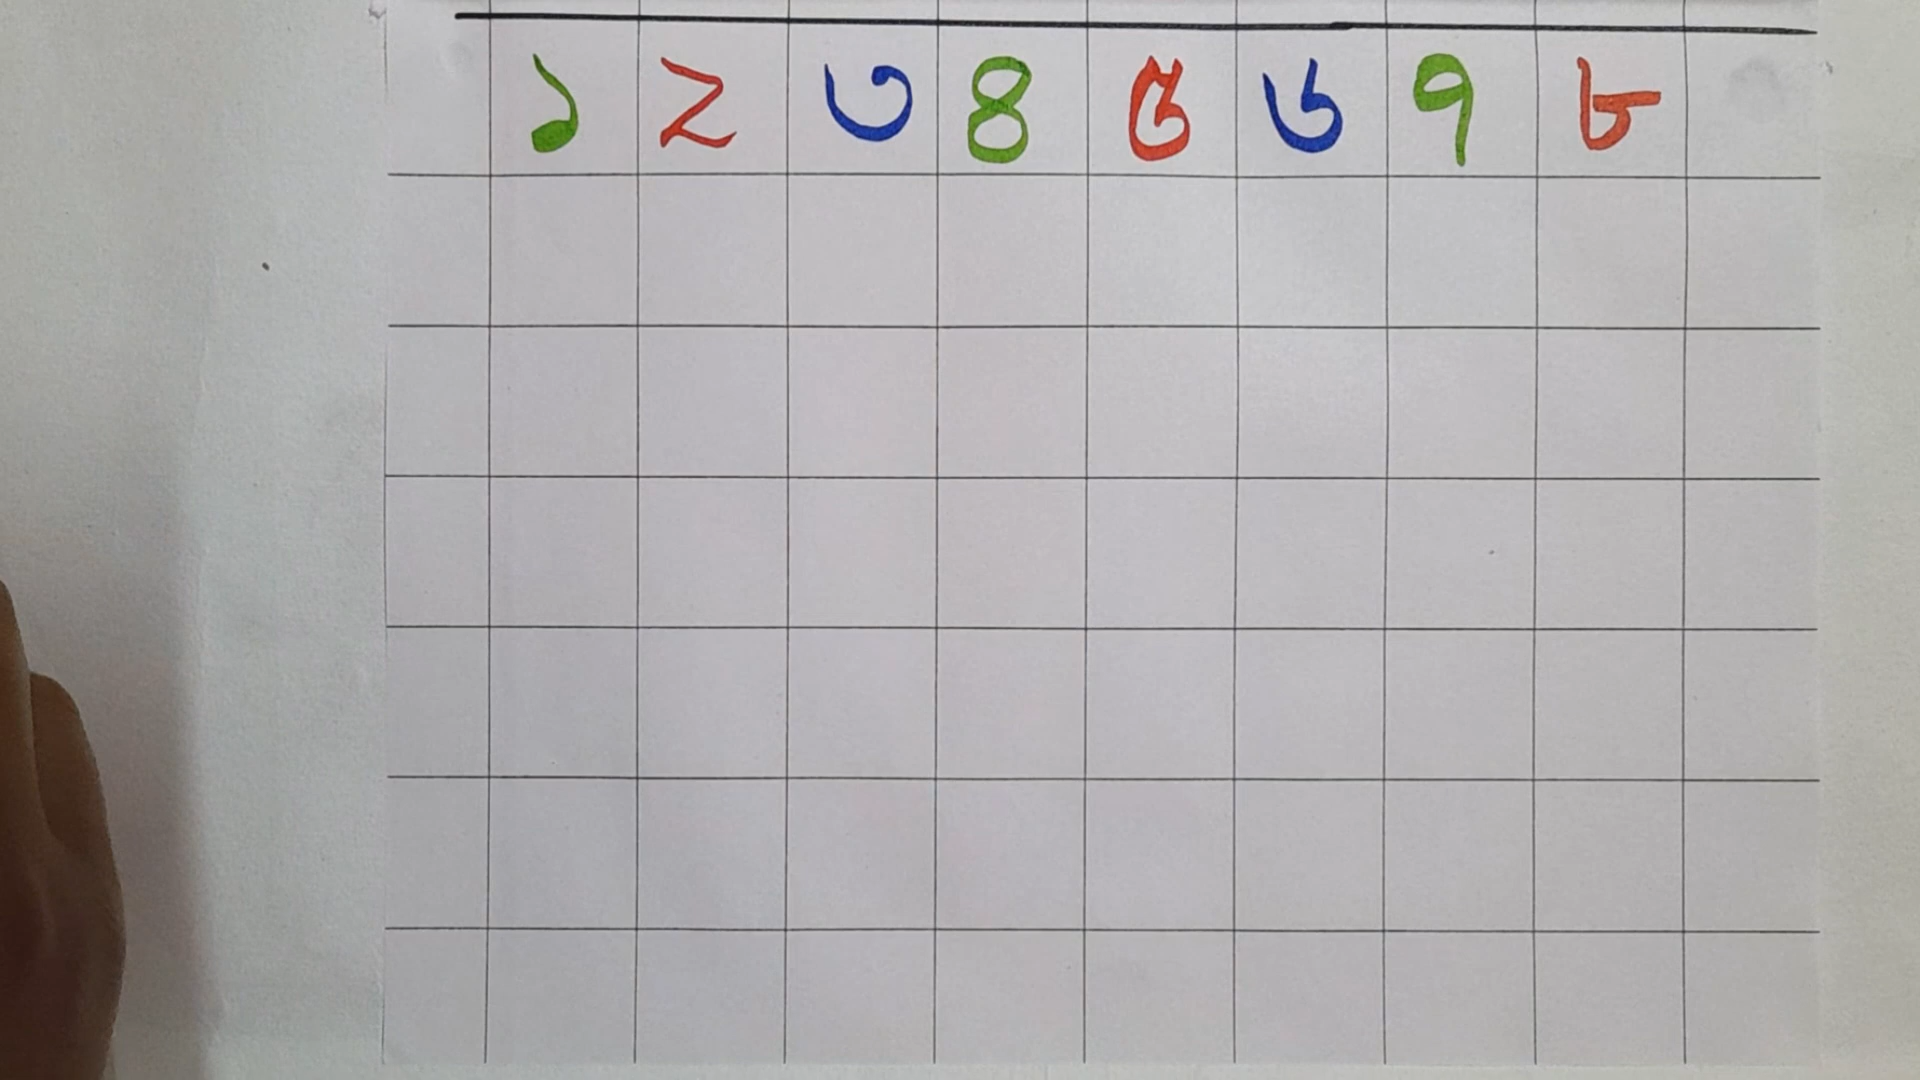 ১ ২ ৩ ৪ ৫ ৬ ৭ ৮